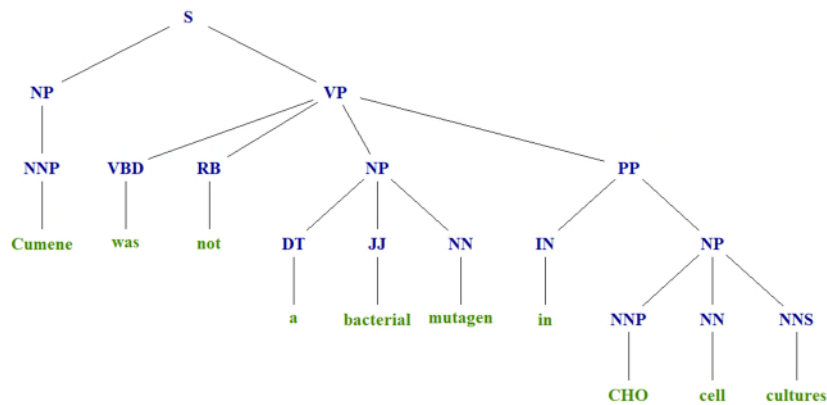 S
NP VP
NNP VBD RB NP PP
Cumene was not DT JJ NN IN NP
a bacterial mutagen in NNP NN NNS
CHO cell cultures